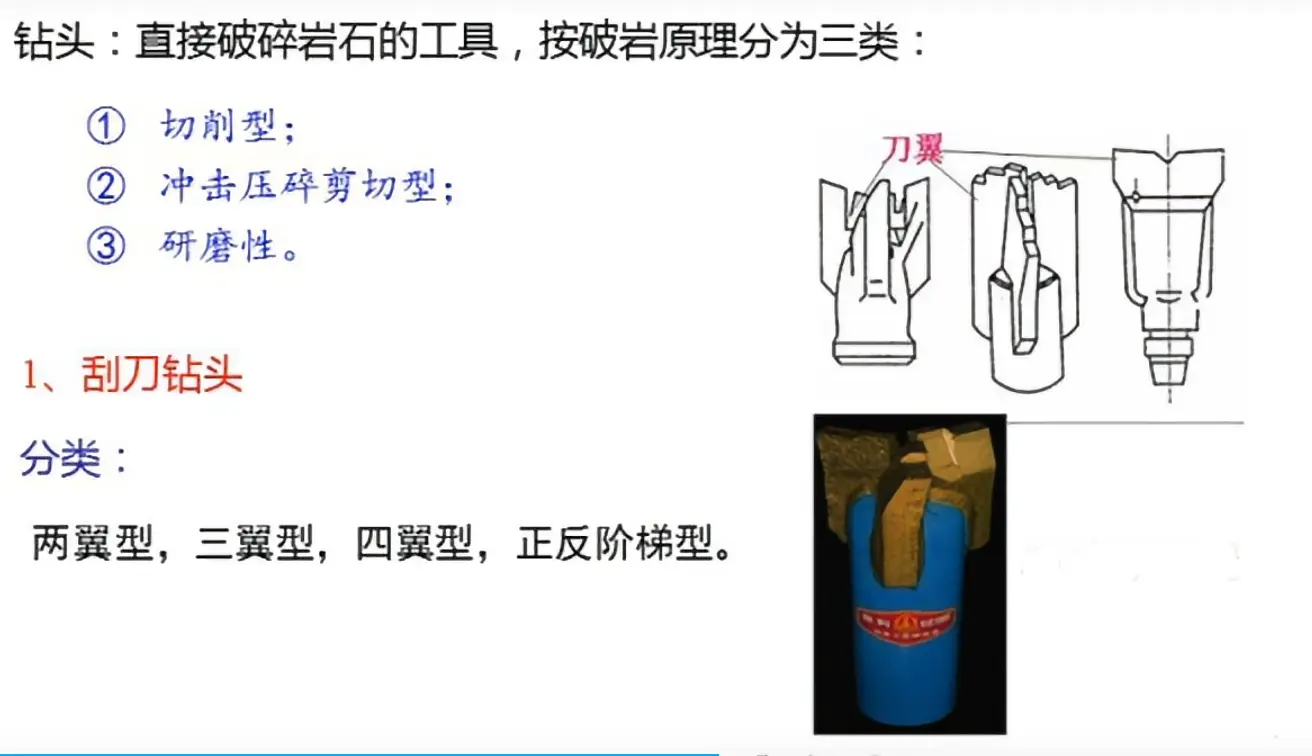 钻头：直接破碎岩石的工具，按破岩原理分为三类：
① 切削型；
② 冲击压碎剪切型；
③ 研磨性。
刀翼
1、刮刀钻头
分类：
两翼型，三翼型，四翼型，正反阶梯型。